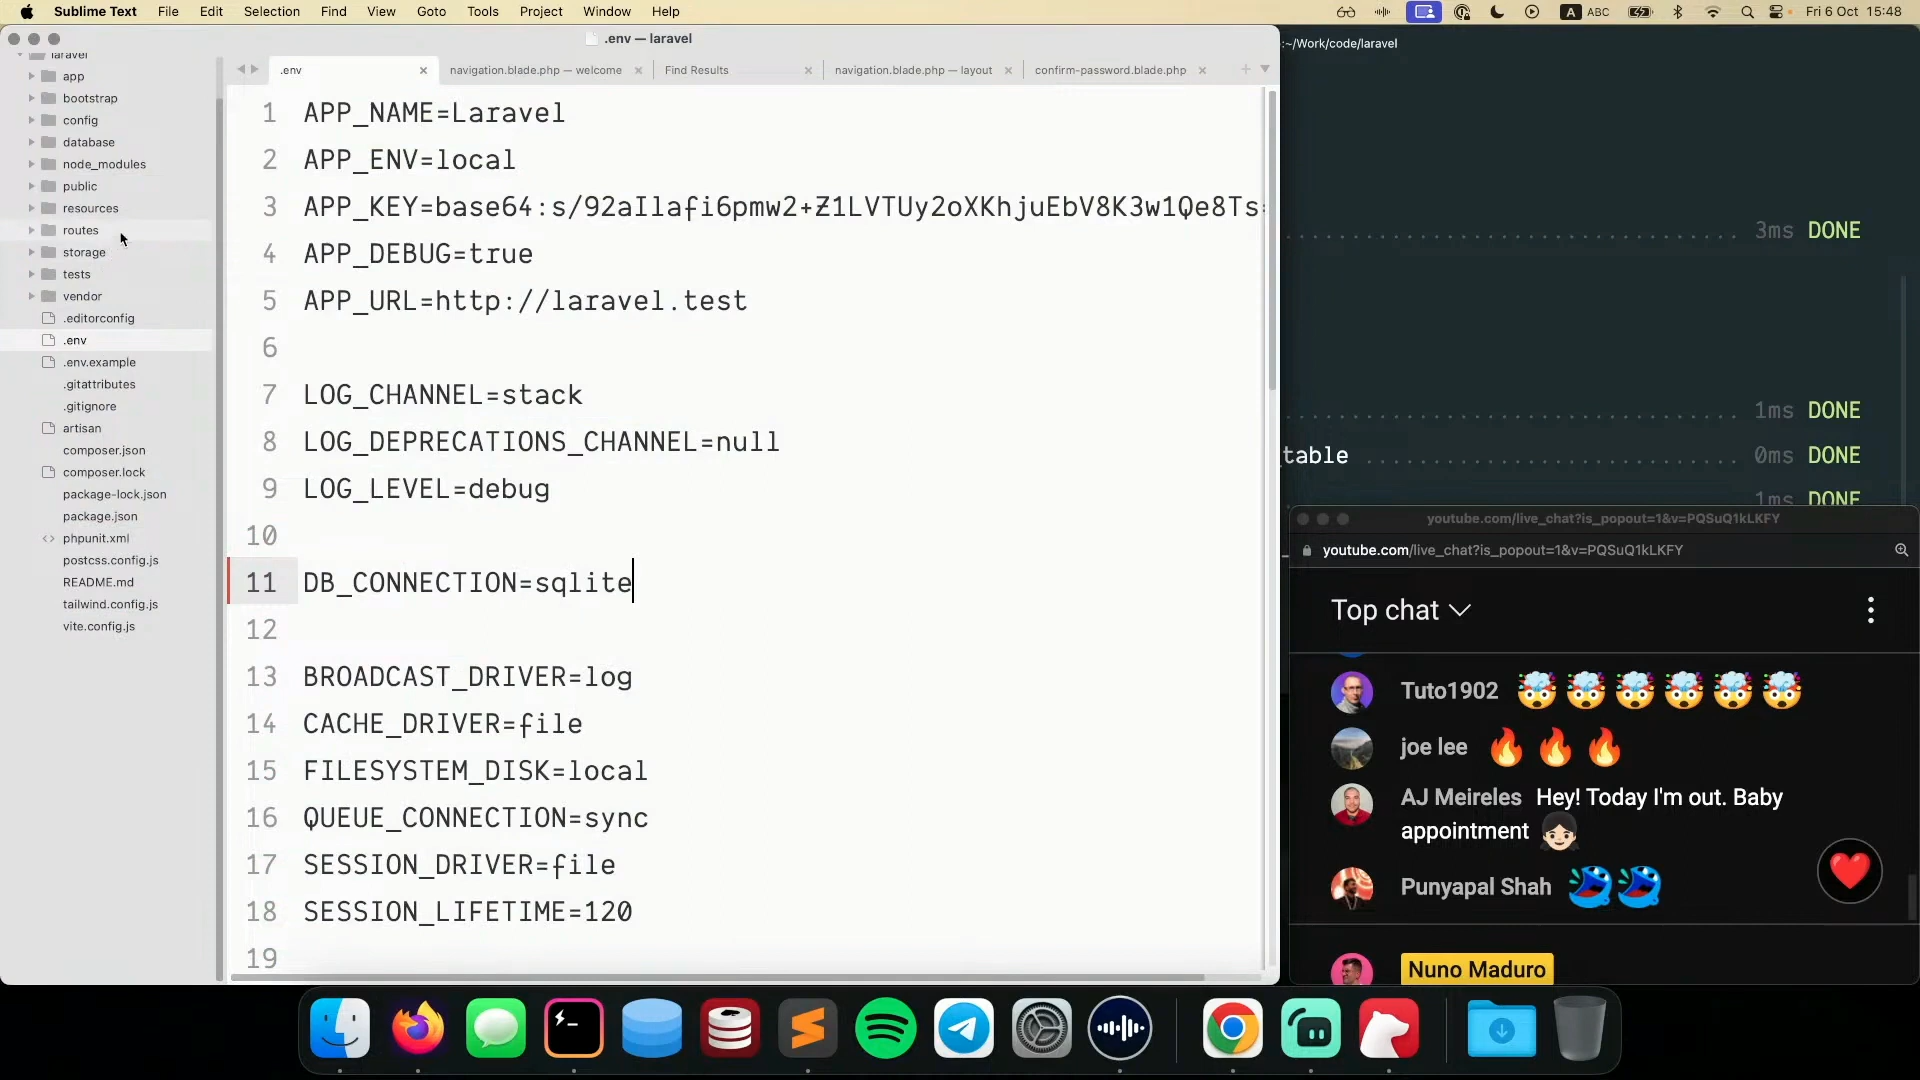 Sublime Text File Edit Selection Find View Goto Tools Project Window Help
A ABC Fri 6 Oct 15:48
.env — laravel
:~/Work/code/laravel
laravel
app
bootstrap
config
database
node_modules
public
resources
routes
storage
tests
vendor
.editorconfig
.env
.env.example
.gitattributes
.gitignore
artisan
composer.json
composer.lock
package-lock.json
package.json
phpunit.xml
postcss.config.js
README.md
tailwind.config.js
vite.config.js
.env navigation.blade.php — welcome Find Results navigation.blade.php — layout confirm-password.blade.php
1 APP_NAME=Laravel
2 APP_ENV=local
3 APP_KEY=base64:s/92aIlafi6pmw2+Z1LVTUy2oXKhjuEbV8K3w1Qe8Ts=
4 APP_DEBUG=true
5 APP_URL=http://laravel.test
6
7 LOG_CHANNEL=stack
8 LOG_DEPRECATIONS_CHANNEL=null
9 LOG_LEVEL=debug
10
11 DB_CONNECTION=sqlite
12
13 BROADCAST_DRIVER=log
14 CACHE_DRIVER=file
15 FILESYSTEM_DISK=local
16 QUEUE_CONNECTION=sync
17 SESSION_DRIVER=file
18 SESSION_LIFETIME=120
19
3ms DONE
1ms DONE
table 0ms DONE
1ms DONE
youtube.com/live_chat?is_popout=1&v=PQSuQ1kLKFY
youtube.com/live_chat?is_popout=1&v=PQSuQ1kLKFY
Top chat
Tuto1902 🤯🤯🤯🤯🤯🤯
joe lee 🔥🔥🔥
AJ Meireles Hey! Today I'm out. Baby
appointment 👧🏻
Punyapal Shah
Nuno Maduro